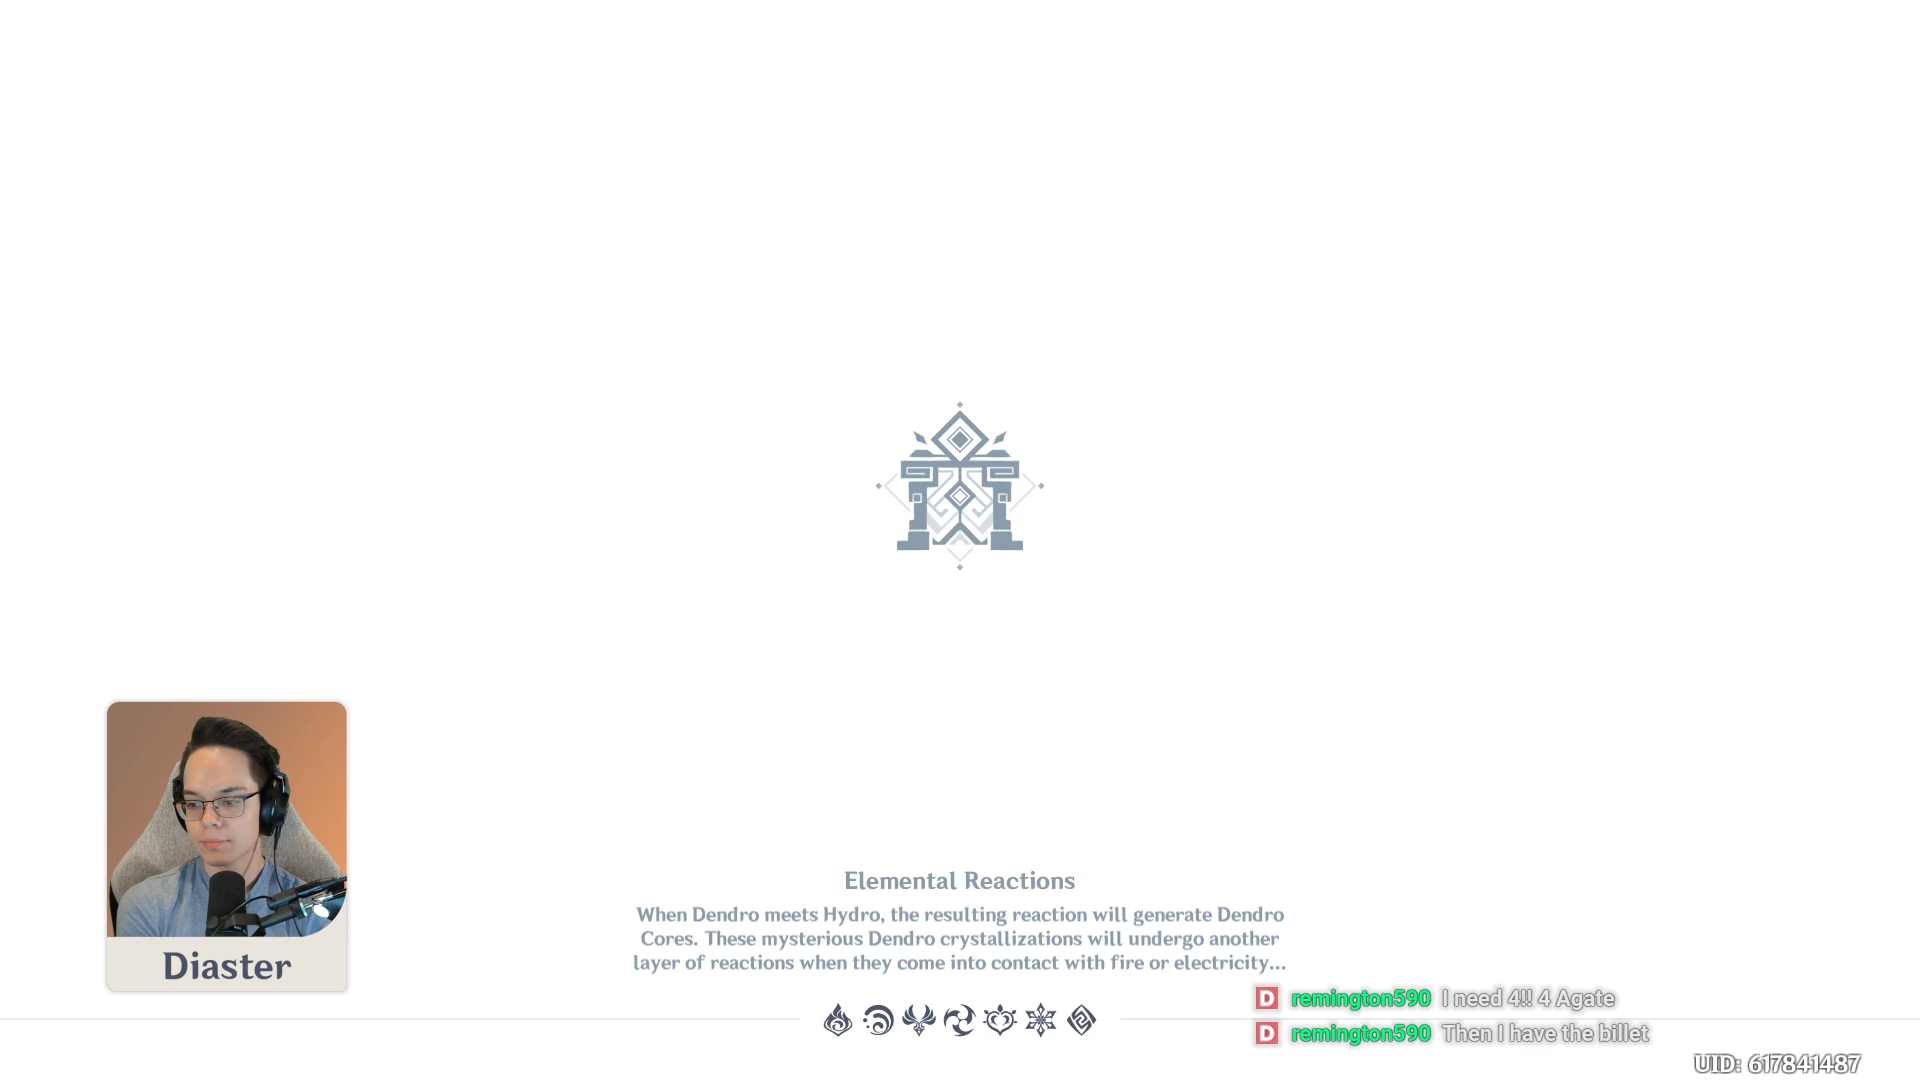 Diaster
Elemental Reactions
When Dendro meets Hydro, the resulting reaction will generate Dendro
Cores. These mysterious Dendro crystallizations will undergo another
layer of reactions when they come into contact with fire or electricity...
D remington590 I need 4!! 4 Agate
D remington590 Then I have the billet
UID: 617841487